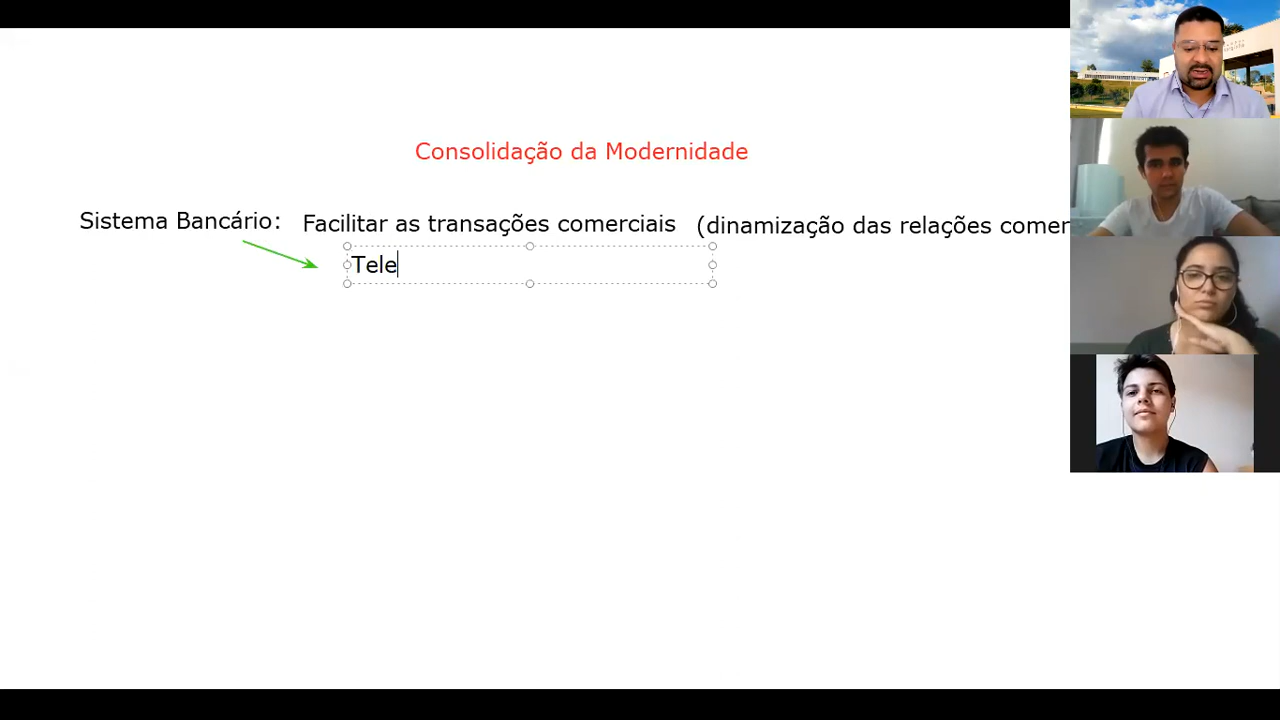 Consolidação da Modernidade
Sistema Bancário: Facilitar as transações comerciais (dinamização das relações comer
Tele